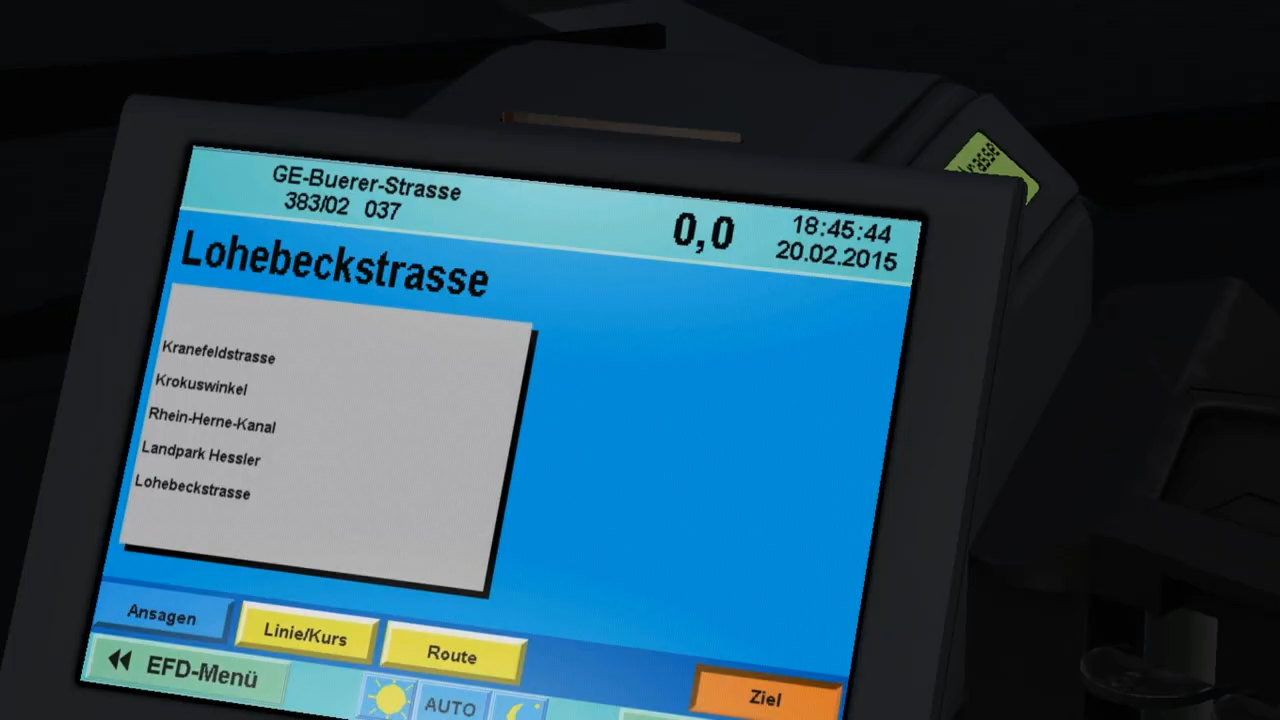 GE-Buerer-Strasse
383/02 037
0,0
18:45:44
20.02.2015
Lohebeckstrasse
Kranefeldstrasse
Krokuswinkel
Rhein-Herne-Kanal
Landpark Hessler
Lohebeckstrasse
Ansagen
Linie/Kurs
Route
Ziel
EFD-Menü
AUTO